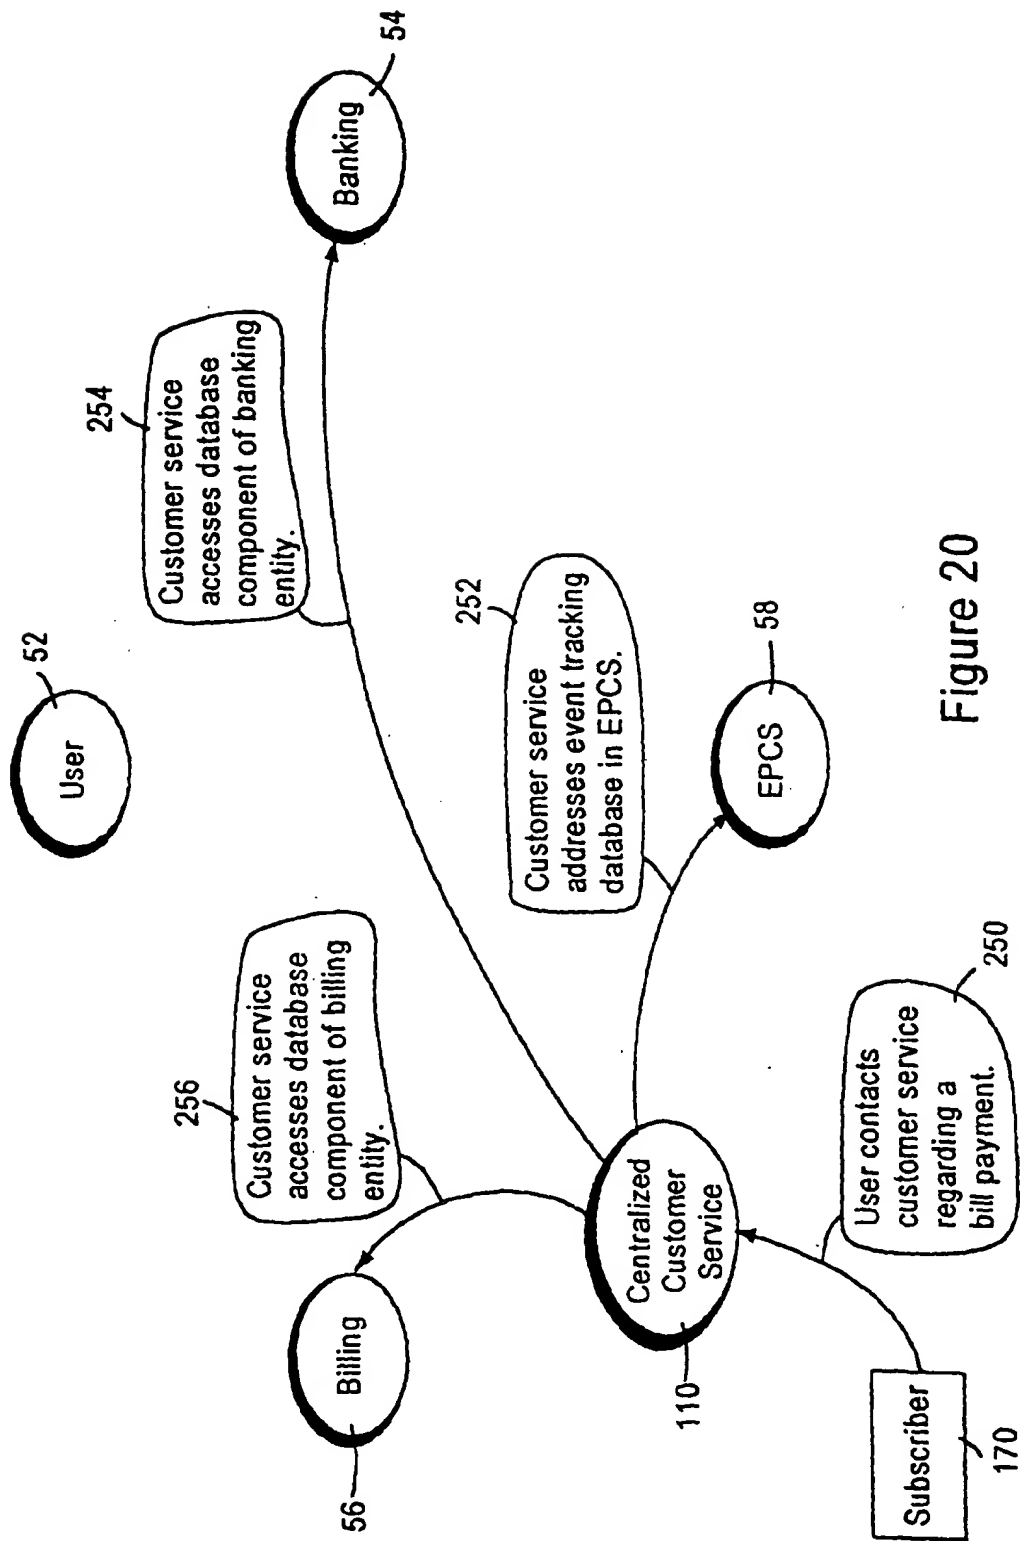 52
User
254
Customer service
accesses database
component of banking
entity.
54
Banking
256
Customer service
accesses database
component of billing
entity.
56
Billing
252
Customer service
addresses event tracking
database in EPCS.
110
Centralized
Customer
Service
58
EPCS
250
User contacts
customer service
regarding a
bill payment.
Subscriber
170
Figure 20